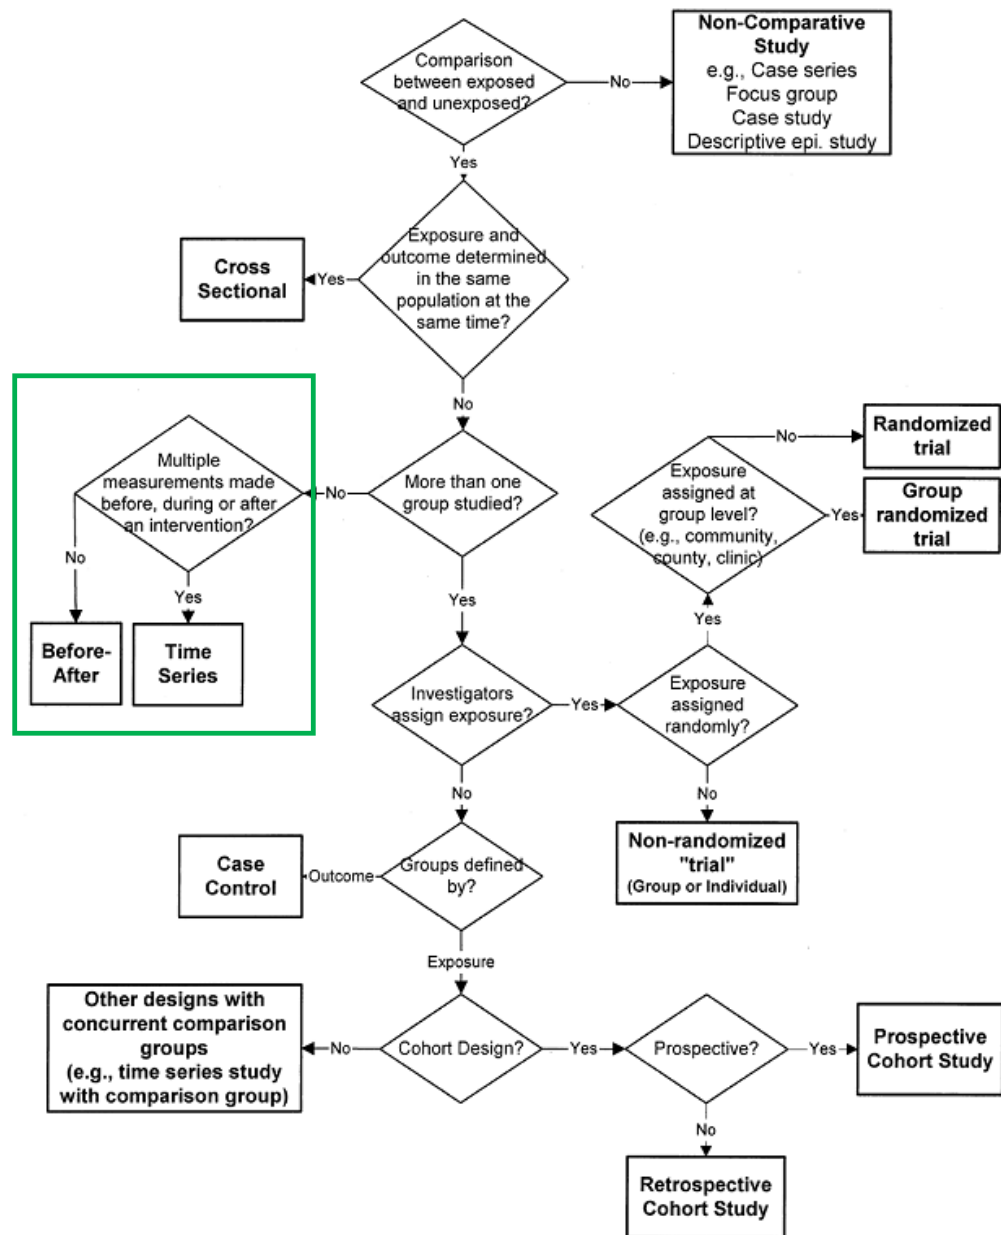 Comparison
between exposed
and unexposed?
No
Non-Comparative
Study
e.g., Case series
Focus group
Case study
Descriptive epi. study
Yes
Exposure and
outcome determined
in the same
population at the
same time?
Yes
Cross
Sectional
No
More than one
group studied?
No
Multiple
measurements made
before, during or after
an intervention?
No
Before-
After
Yes
Time
Series
Yes
Investigators
assign exposure?
Yes
Exposure
assigned
randomly?
Yes
Exposure
assigned at
group level?
(e.g., community,
county, clinic)
No
Randomized
trial
Yes
Group
randomized
trial
No
Non-randomized
"trial"
(Group or Individual)
No
Groups defined
by?
Outcome
Case
Control
Exposure
Cohort Design?
No
Other designs with
concurrent comparison
groups
(e.g., time series study
with comparison group)
Yes
Prospective?
Yes
Prospective
Cohort Study
No
Retrospective
Cohort Study